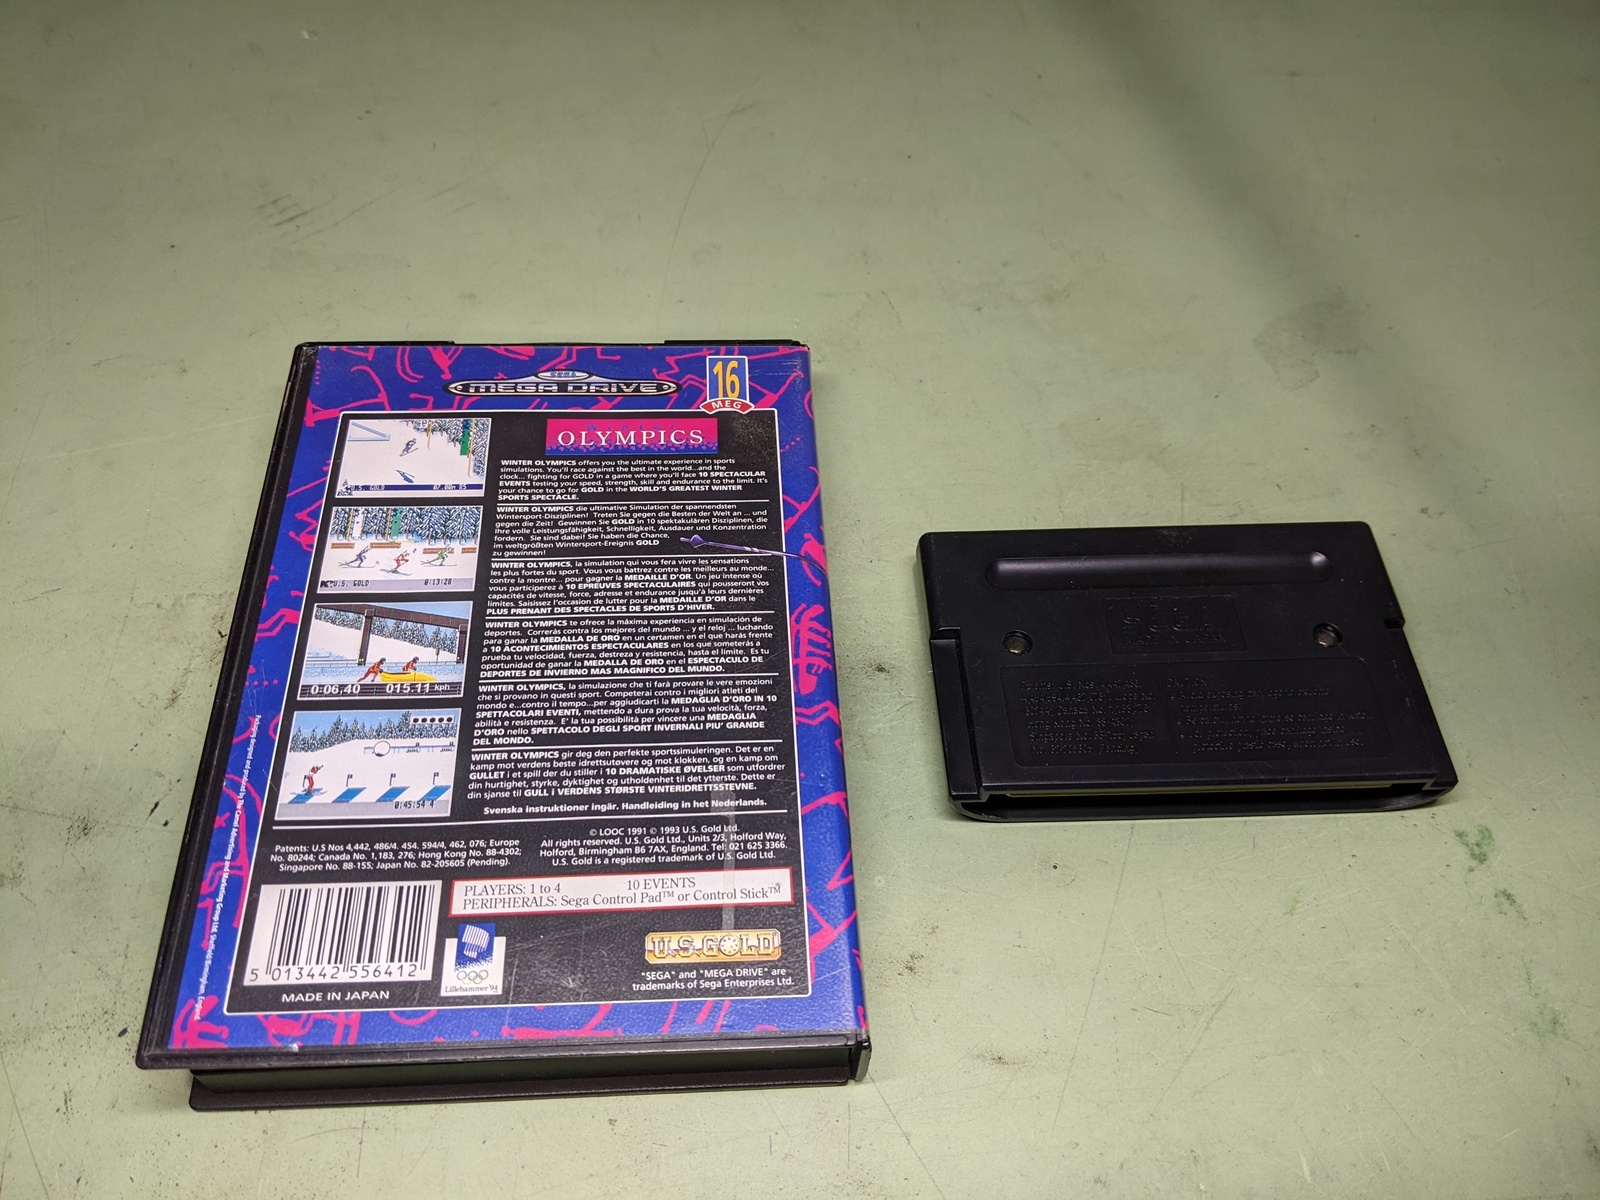 SEGA
MEGA DRIVE
16
MEG
Winter
OLYMPICS
WINTER OLYMPICS offers you the ultimate experience in sports
simulations. You'll race against the best in the world...and the
clock... fighting for GOLD in a game where you'll face 10 SPECTACULAR
EVENTS testing your speed, strength, skill and endurance to the limit. It's
your chance to go for GOLD in the WORLD'S GREATEST WINTER
SPORTS SPECTACLE.
WINTER OLYMPICS die ultimative Simulation der spannendsten
Wintersport-Disziplinen! Treten Sie gegen die Besten der Welt an ... und
gegen die Zeit! Gewinnen Sie GOLD in 10 spektakulären Disziplinen, die
Ihre volle Leistungsfähigkeit, Schnelligkeit, Ausdauer und Konzentration
fordern. Sie sind dabei! Sie haben die Chance,
im weltgrößten Wintersport-Ereignis GOLD
zu gewinnen!
WINTER OLYMPICS, la simulation qui vous fera vivre les sensations
les plus fortes du sport. Vous vous battrez contre les meilleurs au monde...
contre la montre... pour gagner la MEDAILLE D'OR. Un jeu intense où
vous participerez à 10 EPREUVES SPECTACULAIRES qui pousseront vos
capacités de vitesse, force, adresse et endurance jusqu'à leurs dernières
limites. Saisissez l'occasion de lutter pour la MEDAILLE D'OR dans le
PLUS PRENANT DES SPECTACLES DE SPORTS D'HIVER.
WINTER OLYMPICS te ofrece la máxima experiencia en simulación de
deportes. Correrás contra los mejores del mundo ... y el reloj ... luchando
para ganar la MEDALLA DE ORO en un certamen en el que harás frente
a 10 ACONTECIMIENTOS ESPECTACULARES en los que someterás a
prueba tu velocidad, fuerza, destreza y resistencia, hasta el límite. Es tu
oportunidad de ganar la MEDALLA DE ORO en el ESPECTACULO DE
DEPORTES DE INVIERNO MAS MAGNIFICO DEL MUNDO.
WINTER OLYMPICS, la simulazione che ti farà provare le vere emozioni
che si provano in questi sport. Competerai contro i migliori atleti del
mondo e...contro il tempo...per aggiudicarti la MEDAGLIA D'ORO IN 10
SPETTACOLARI EVENTI, mettendo a dura prova la tua velocità, forza,
abilità e resistenza. E' la tua possibilità per vincere una MEDAGLIA
D'ORO nello SPETTACOLO DEGLI SPORT INVERNALI PIU' GRANDE
DEL MONDO.
WINTER OLYMPICS gir deg den perfekte sportssimuleringen. Det er en
kamp mot verdens beste idrettsutøvere og mot klokken, og en kamp om
GULLET i et spill der du stiller i 10 DRAMATISKE ØVELSER som utfordrer
din hurtighet, styrke, dyktighet og utholdenhet til det ytterste. Dette er
din sjanse til GULL i VERDENS STØRSTE VINTERIDRETTSSTEVNE.
Svenska instruktioner ingår. Handleiding in het Nederlands.
U.S. GOLD
U.S. GOLD 0:13:28
0:06.40 015.11 kph
0:45:54 4
© LOOC 1991 © 1993 U.S. Gold Ltd.
All rights reserved. U.S. Gold Ltd., Units 2/3, Holford Way,
Holford, Birmingham B6 7AX, England. Tel: 021 625 3366.
U.S. Gold is a registered trademark of U.S. Gold Ltd.
Patents: U.S Nos 4,442, 486/4. 454. 594/4, 462, 076; Europe
No. 80244; Canada No. 1,183, 276; Hong Kong No. 88-4302;
Singapore No. 88-155; Japan No. 82-205605 (Pending).
PLAYERS: 1 to 4 10 EVENTS
PERIPHERALS: Sega Control Pad™ or Control Stick™
5 013442 556412
MADE IN JAPAN
Lillehammer '94
U.S. GOLD
"SEGA" and "MEGA DRIVE" are
trademarks of Sega Enterprises Ltd.
Packaging designed and produced by The Carrot Advertising and Marketing Group Ltd. Sheffield/Birmingham, England.
SEGA